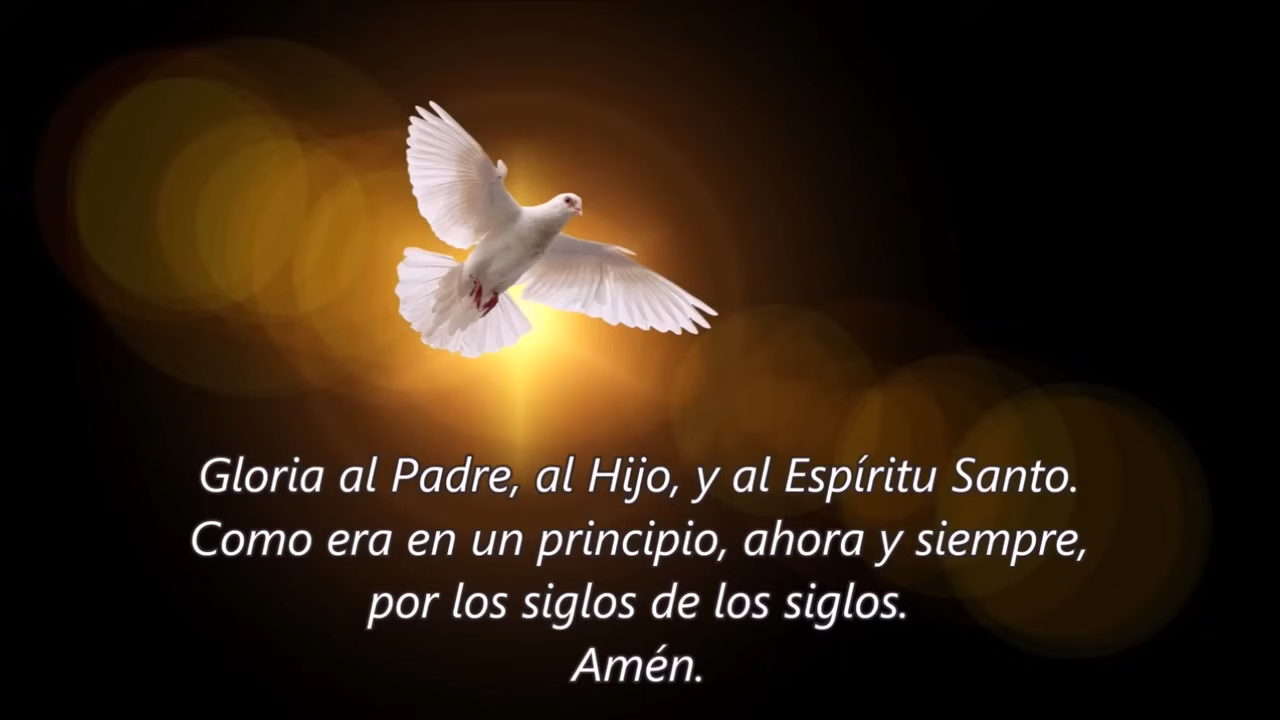 Gloria al Padre, al Hijo, y al Espíritu Santo.
Como era en un principio, ahora y siempre,
por los siglos de los siglos.
Amén.